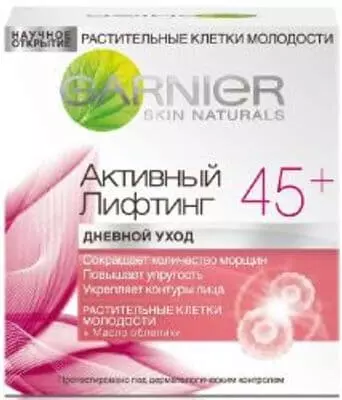 НАУЧНОЕ
ОТКРЫТИЕ
РАСТИТЕЛЬНЫЕ КЛЕТКИ МОЛОДОСТИ
GARNIER
SKIN NATURALS
Активный
Лифтинг
45+
ДНЕВНОЙ УХОД
Сокращает количество морщин
Повышает упругость
Укрепляет контуры лица
РАСТИТЕЛЬНЫЕ КЛЕТКИ
МОЛОДОСТИ
+ Масло облепихи
Протестировано под дерматологическим контролем